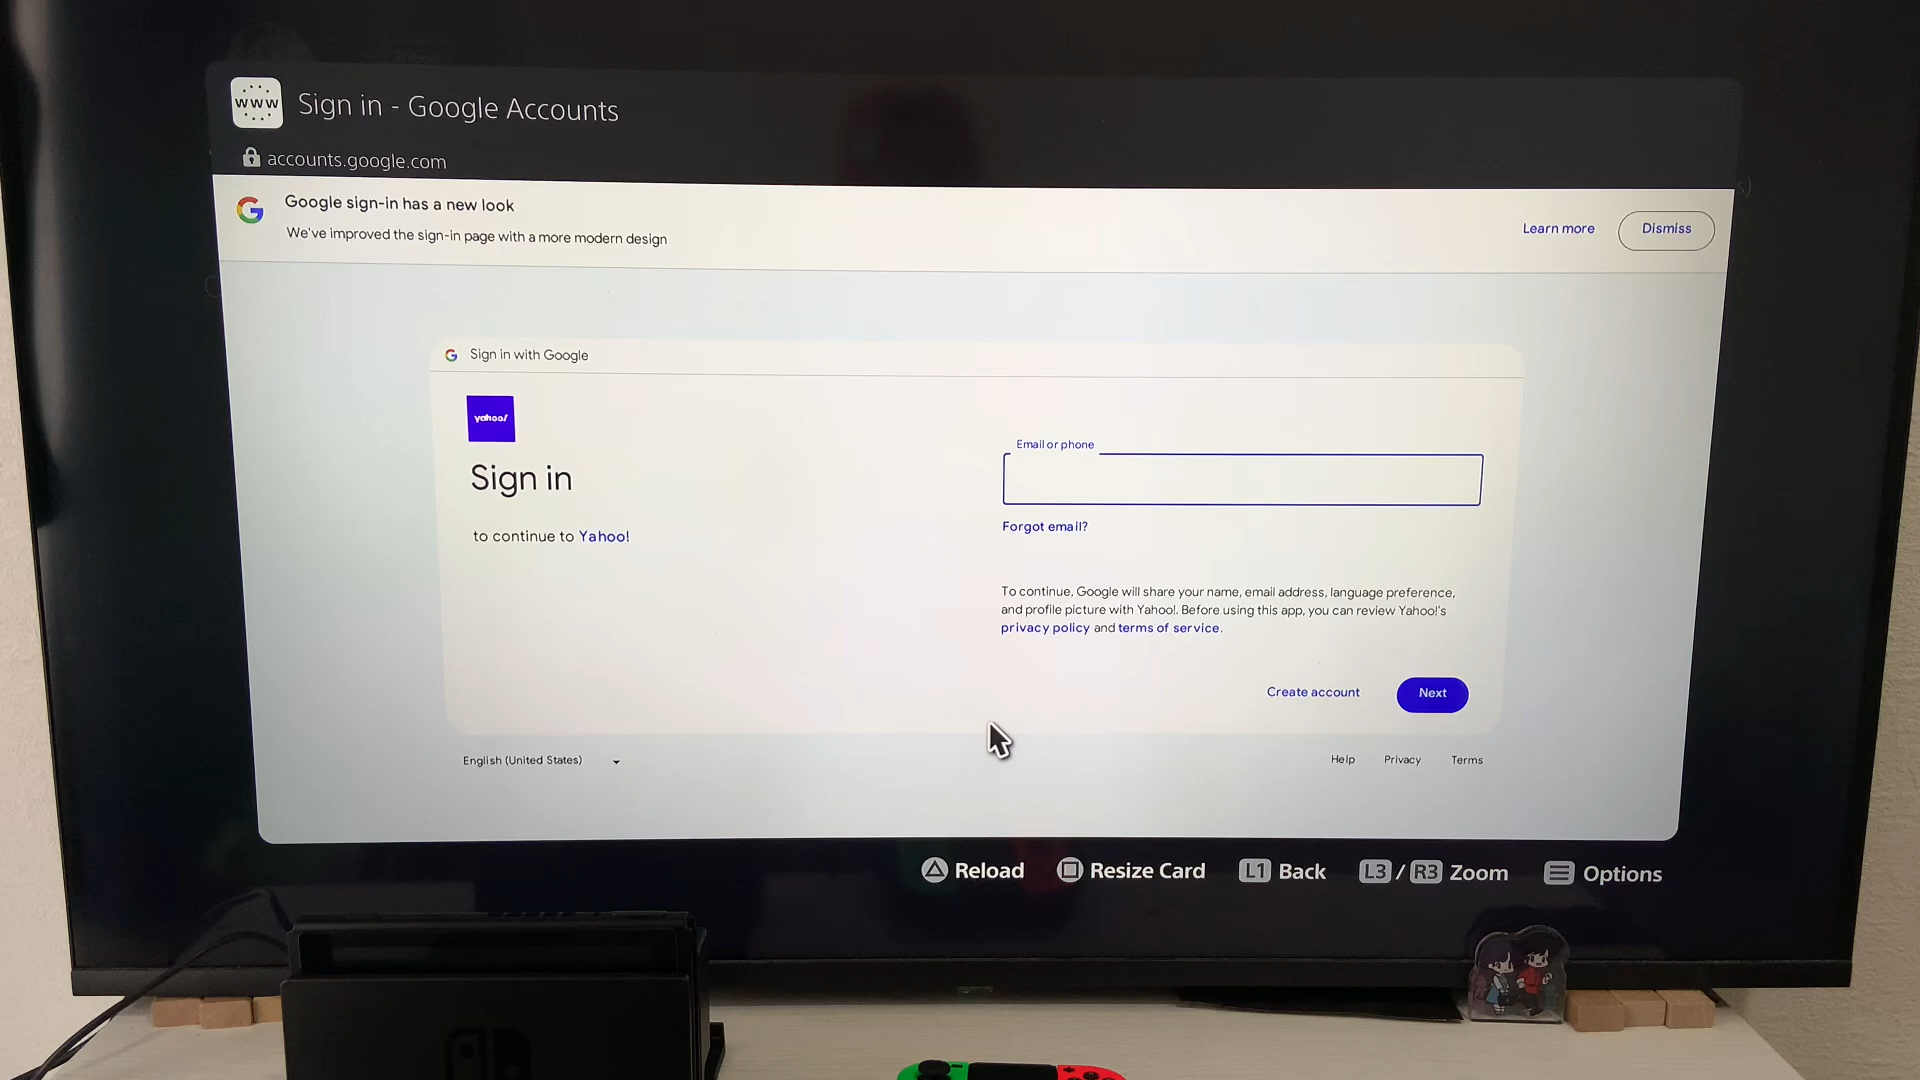 www
Sign in - Google Accounts
accounts.google.com
Google sign-in has a new look
We've improved the sign-in page with a more modern design
Learn more
Dismiss
Sign in with Google
yahoo!
Sign in
to continue to Yahoo!
Email or phone
Forgot email?
To continue, Google will share your name, email address, language preference,
and profile picture with Yahoo!. Before using this app, you can review Yahoo!'s
privacy policy and terms of service.
Create account
Next
English (United States)
Help
Privacy
Terms
Reload
Resize Card
L1 Back
L3 / R3 Zoom
Options